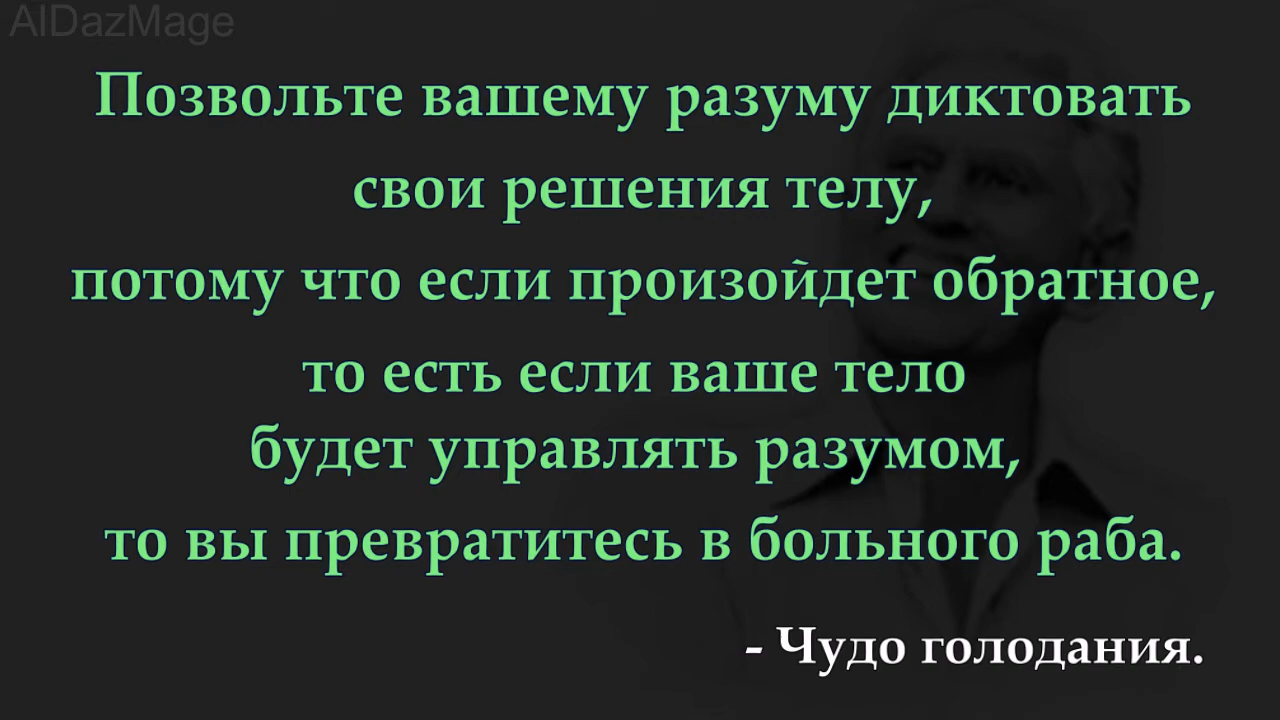 AlDazMage
Позвольте вашему разуму диктовать
свои решения телу,
потому что если произойдет обратное,
то есть если ваше тело
будет управлять разумом,
то вы превратитесь в больного раба.
- Чудо голодания.